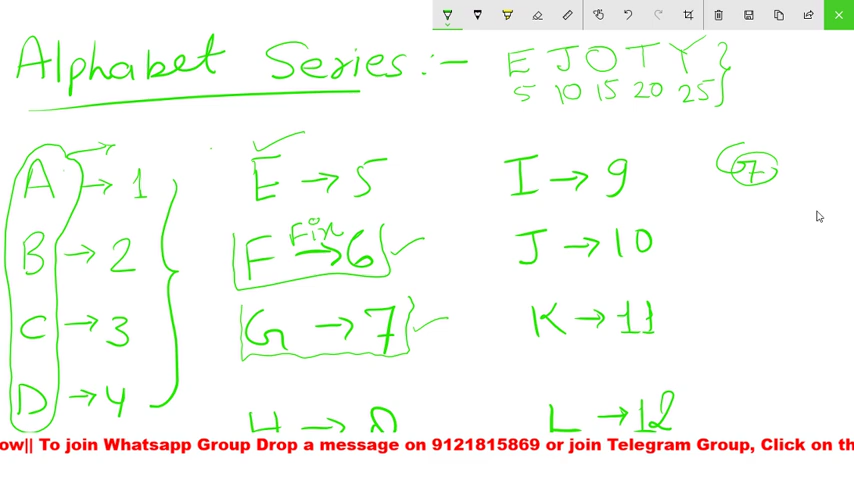 Alphabet Series:-
E J O T Y }
5 10 15 20 25
A → 1
B → 2
C → 3
D → 4
E → 5
F Fix → 6
G → 7
H → 8
I → 9
J → 10
K → 11
L → 12
G 7
ow|| To join Whatsapp Group Drop a message on 9121815869 or join Telegram Group, Click on th